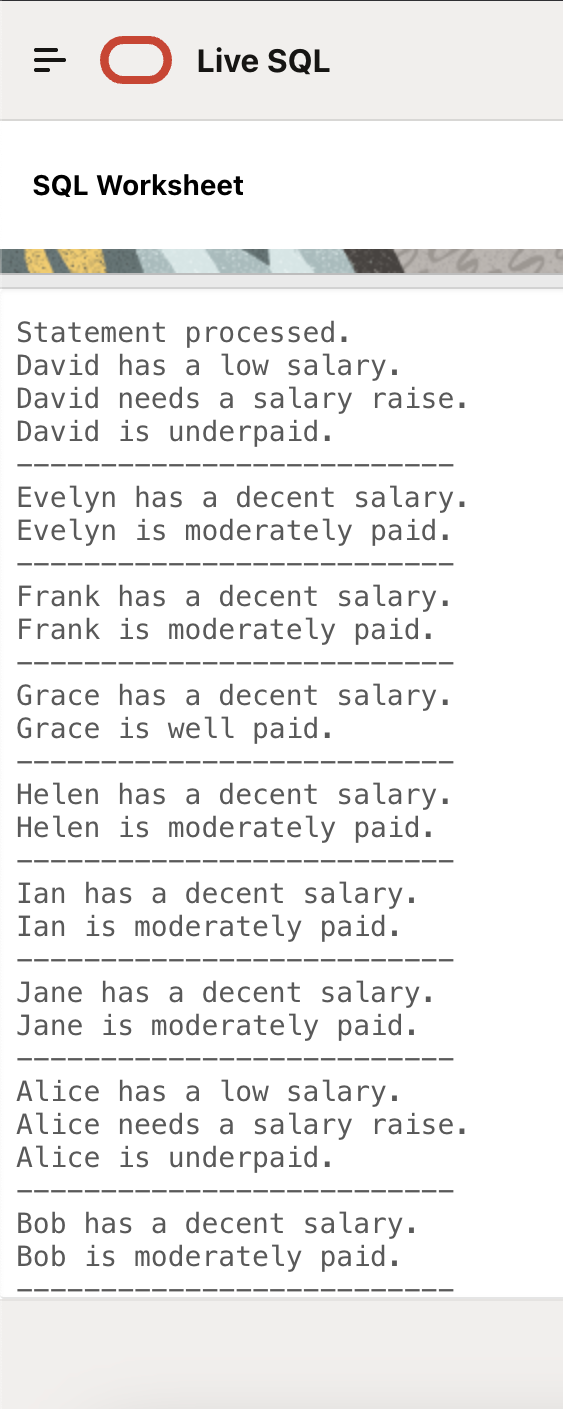 Live SQL
SQL Worksheet
Statement processed.
David has a low salary.
David needs a salary raise.
David is underpaid.
--------------------------
Evelyn has a decent salary.
Evelyn is moderately paid.
--------------------------
Frank has a decent salary.
Frank is moderately paid.
--------------------------
Grace has a decent salary.
Grace is well paid.
--------------------------
Helen has a decent salary.
Helen is moderately paid.
--------------------------
Ian has a decent salary.
Ian is moderately paid.
--------------------------
Jane has a decent salary.
Jane is moderately paid.
--------------------------
Alice has a low salary.
Alice needs a salary raise.
Alice is underpaid.
--------------------------
Bob has a decent salary.
Bob is moderately paid.
--------------------------